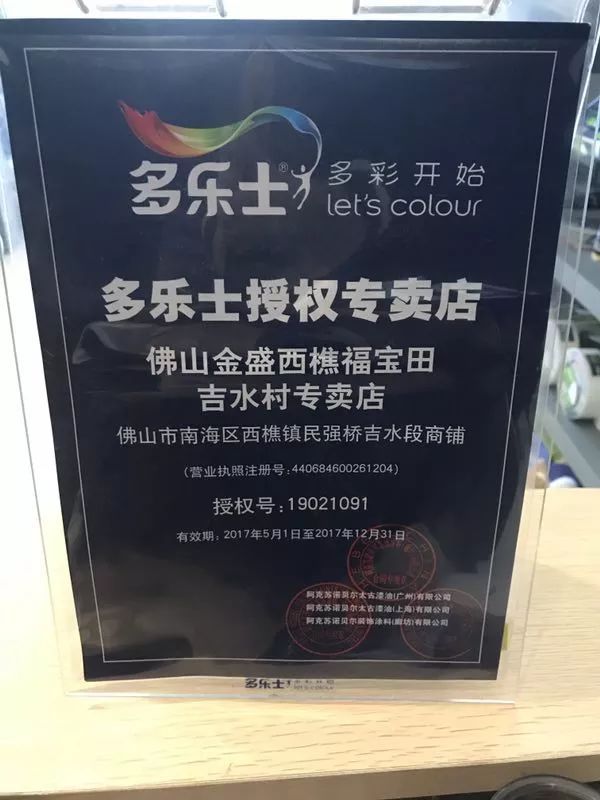 多乐士®
多彩开始
let's colour
多乐士授权专卖店
佛山金盛西樵福宝田
吉水村专卖店
佛山市南海区西樵镇民强桥吉水段商铺
(营业执照注册号:440684600261204)
授权号:19021091
有效期: 2017年5月1日至2017年12月31日
阿克苏诺贝尔太古漆油(广州)有限公司
阿克苏诺贝尔太古漆油(上海)有限公司
阿克苏诺贝尔装饰涂料(廊坊)有限公司
多乐士
多彩开始
let's colour